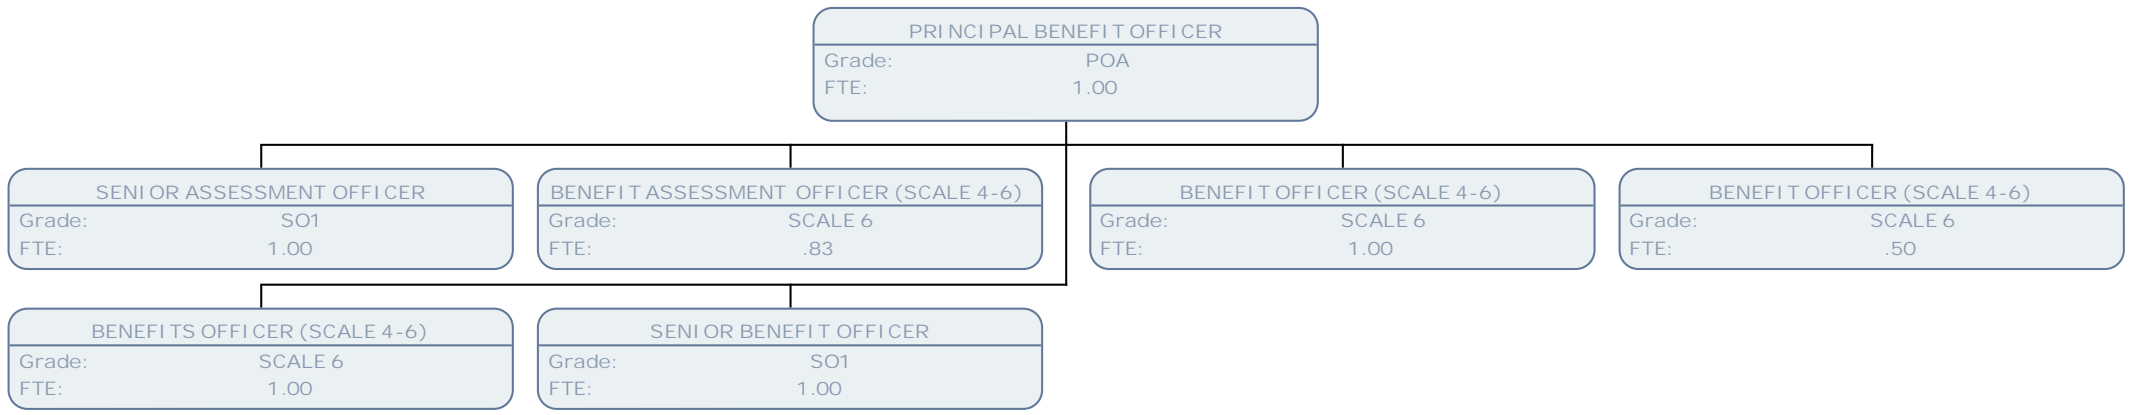 PRINCIPAL BENEFIT OFFICER
Grade: POA
FTE: 1.00
SENIOR ASSESSMENT OFFICER
Grade: SO1
FTE: 1.00
BENEFIT ASSESSMENT OFFICER (SCALE 4-6)
Grade: SCALE 6
FTE: .83
BENEFIT OFFICER (SCALE 4-6)
Grade: SCALE 6
FTE: 1.00
BENEFIT OFFICER (SCALE 4-6)
Grade: SCALE 6
FTE: .50
BENEFITS OFFICER (SCALE 4-6)
Grade: SCALE 6
FTE: 1.00
SENIOR BENEFIT OFFICER
Grade: SO1
FTE: 1.00